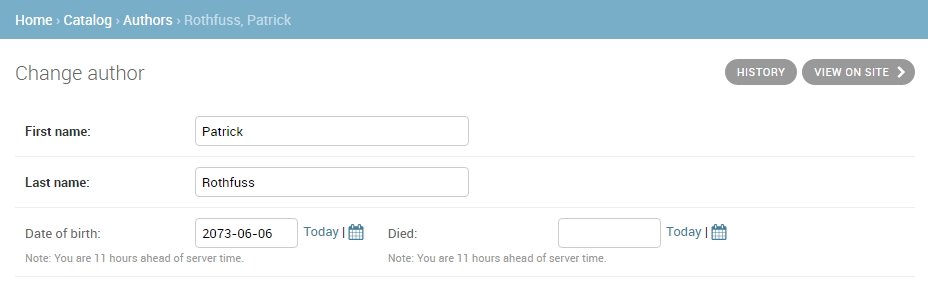 Home › Catalog › Authors › Rothfuss, Patrick
Change author
HISTORY
VIEW ON SITE
First name: Patrick
Last name: Rothfuss
Date of birth: 2073-06-06 Today | Died: Today |
Note: You are 11 hours ahead of server time. Note: You are 11 hours ahead of server time.